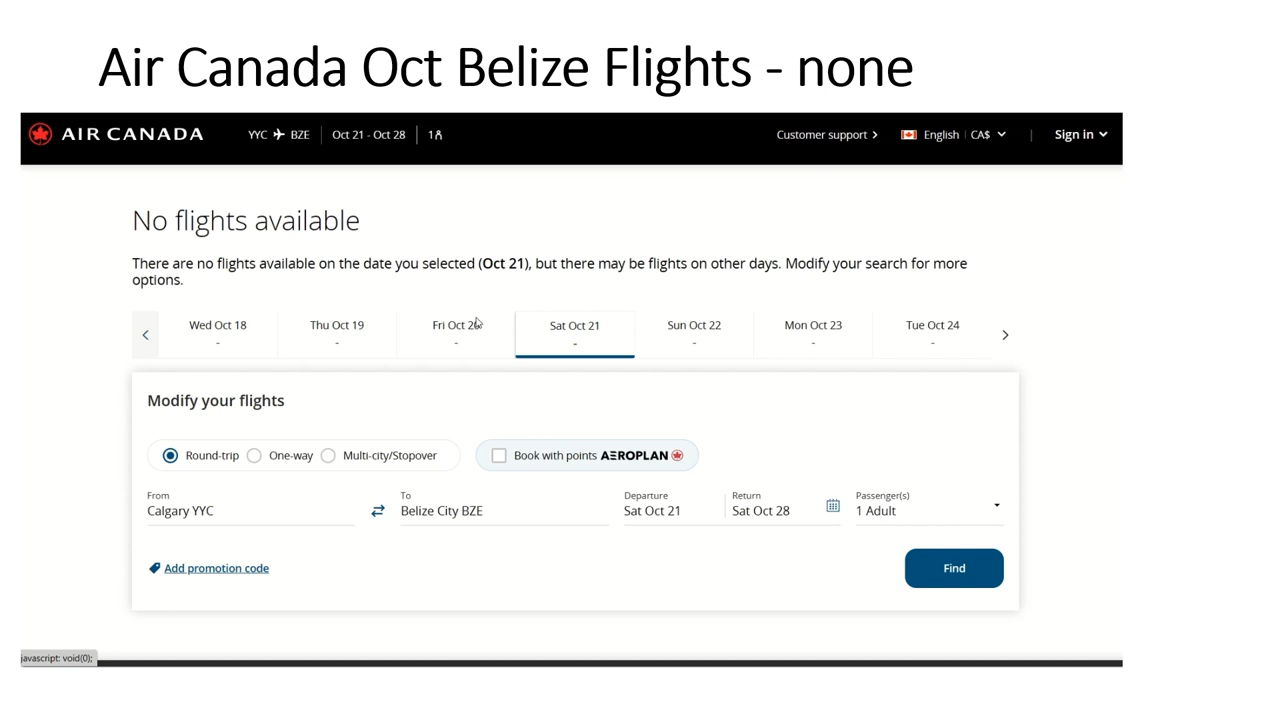 Air Canada Oct Belize Flights - none
AIR CANADA YYC BZE Oct 21 - Oct 28 1 Customer support English CA$ Sign in
No flights available
There are no flights available on the date you selected (Oct 21), but there may be flights on other days. Modify your search for more
options.
Wed Oct 18 Thu Oct 19 Fri Oct 20 Sat Oct 21 Sun Oct 22 Mon Oct 23 Tue Oct 24
- - - - - - -
Modify your flights
Round-trip One-way Multi-city/Stopover Book with points AEROPLAN
From To Departure Return Passenger(s)
Calgary YYC Belize City BZE Sat Oct 21 Sat Oct 28 1 Adult
Add promotion code Find
javascript: void(0);